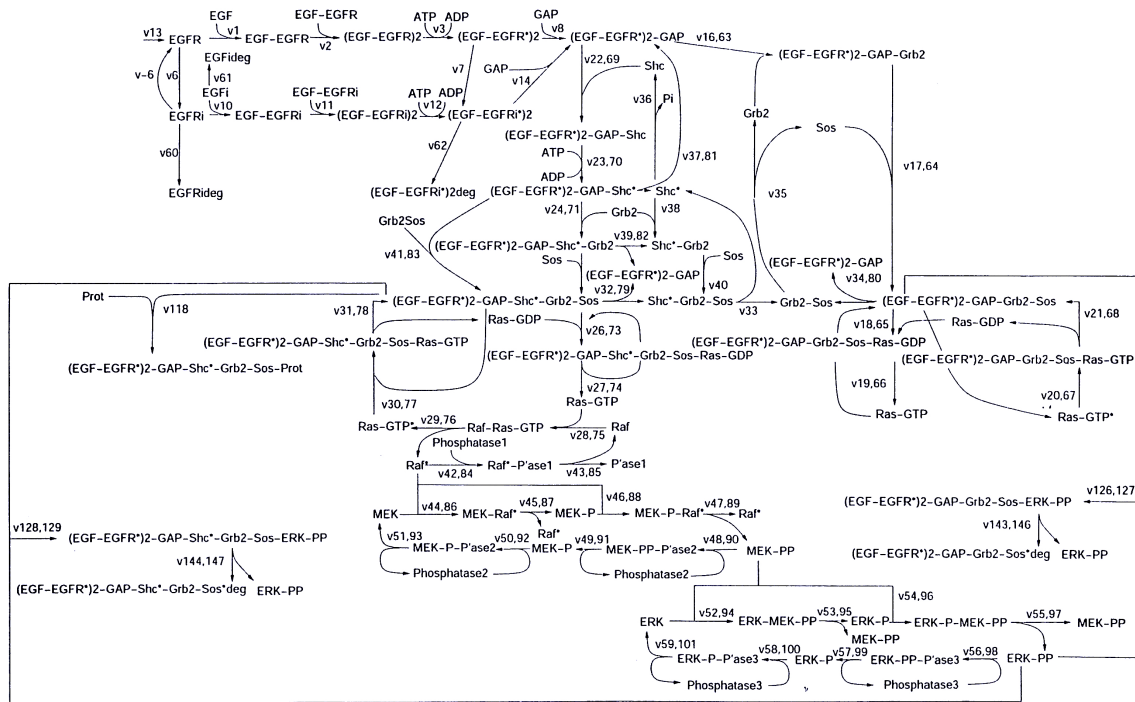 EGF EGF-EGFR ATP ADP GAP
v13 EGFR v1 EGF-EGFR v2 (EGF-EGFR)2 v3 (EGF-EGFR*)2 v8 (EGF-EGFR*)2-GAP v16,63 (EGF-EGFR*)2-GAP-Grb2
v-6 v6 EGFideg v61 EGFi v7 GAP v14 v22,69 Shc
EGF-EGFRi ATP ADP v36 Pi Grb2 Sos
EGFRi v10 EGF-EGFRi v11 (EGF-EGFRi)2 v12 (EGF-EGFRi*)2
(EGF-EGFR*)2-GAP-Shc
v60 v62 ATP v23,70 ADP v37,81 v17,64
EGFRideg (EGF-EGFRi*)2deg (EGF-EGFR*)2-GAP-Shc* Shc* v35
Grb2Sos v24,71 Grb2 v38
v41,83 (EGF-EGFR*)2-GAP-Shc*-Grb2 v39,82 Shc*-Grb2
Sos (EGF-EGFR*)2-GAP v40 Sos (EGF-EGFR*)2-GAP
v32,79 v34,80
Prot v118 v31,78 (EGF-EGFR*)2-GAP-Shc*-Grb2-Sos Shc*-Grb2-Sos v33 Grb2-Sos (EGF-EGFR*)2-GAP-Grb2-Sos
Ras-GDP v26,73 v18,65 Ras-GDP v21,68
(EGF-EGFR*)2-GAP-Shc*-Grb2-Sos-Ras-GTP (EGF-EGFR*)2-GAP-Grb2-Sos-Ras-GDP
(EGF-EGFR*)2-GAP-Shc*-Grb2-Sos-Ras-GDP (EGF-EGFR*)2-GAP-Grb2-Sos-Ras-GTP
(EGF-EGFR*)2-GAP-Shc*-Grb2-Sos-Prot
v27,74 v19,66
v30,77 Ras-GTP v20,67
Ras-GTP Ras-GTP*
Ras-GTP* v29,76 Raf-Ras-GTP v28,75 Raf
Phosphatase1
Raf* v42,84 Raf*-P'ase1 v43,85 P'ase1
v44,86 v45,87 v46,88 v47,89
MEK MEK-Raf* MEK-P MEK-P-Raf* Raf*
Raf*
v51,93 MEK-P-P'ase2 v50,92 MEK-P v49,91 MEK-PP-P'ase2 v48,90 MEK-PP
Phosphatase2 Phosphatase2
(EGF-EGFR*)2-GAP-Grb2-Sos-ERK-PP v126,127
v143,146
(EGF-EGFR*)2-GAP-Grb2-Sos*deg ERK-PP
v128,129
(EGF-EGFR*)2-GAP-Shc*-Grb2-Sos-ERK-PP
v144,147
(EGF-EGFR*)2-GAP-Shc*-Grb2-Sos*deg ERK-PP
v54,96
v52,94 v53,95 v55,97
ERK ERK-MEK-PP ERK-P ERK-P-MEK-PP MEK-PP
MEK-PP
v59,101 ERK-P-P'ase3 v58,100 ERK-P v57,99 ERK-PP-P'ase3 v56,98 ERK-PP
Phosphatase3 Phosphatase3